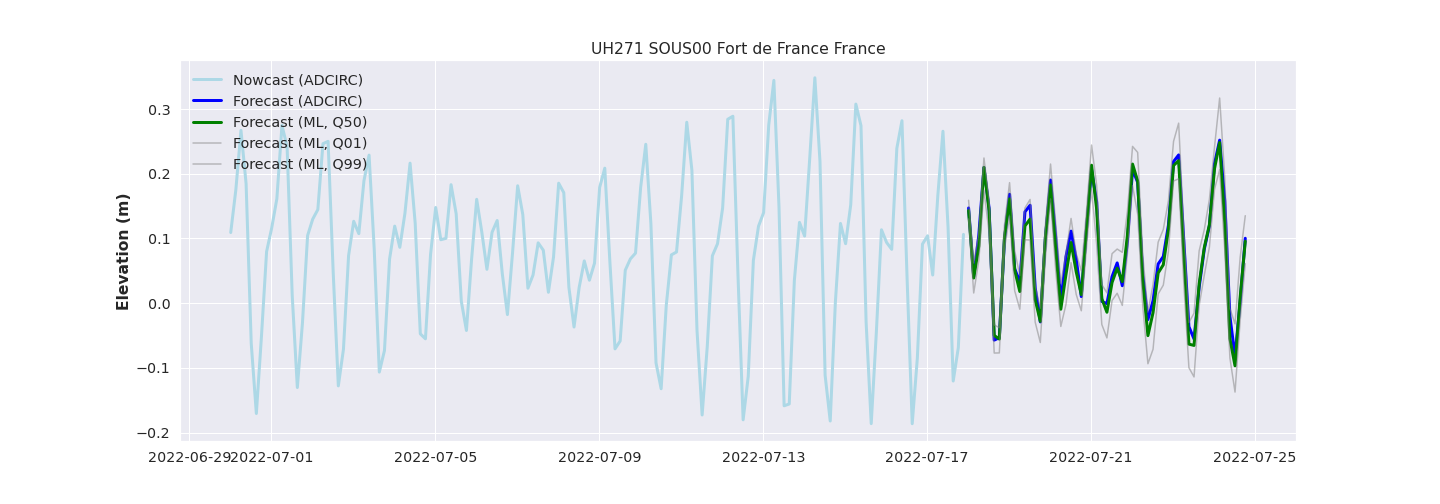 UH271 SOUS00 Fort de France France
Nowcast (ADCIRC)
Forecast (ADCIRC)
Forecast (ML, Q50)
Forecast (ML, Q01)
Forecast (ML, Q99)
Elevation (m)
0.3
0.2
0.1
0.0
−0.1
−0.2
2022-06-29 2022-07-01 2022-07-05 2022-07-09 2022-07-13 2022-07-17 2022-07-21 2022-07-25